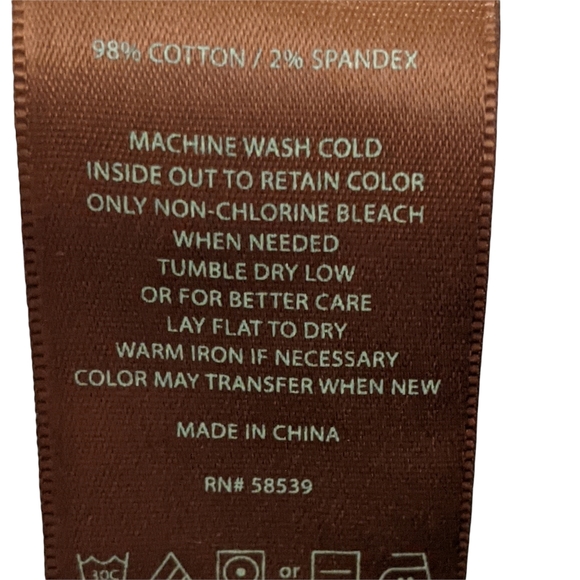 98% COTTON / 2% SPANDEX
MACHINE WASH COLD
INSIDE OUT TO RETAIN COLOR
ONLY NON-CHLORINE BLEACH
WHEN NEEDED
TUMBLE DRY LOW
OR FOR BETTER CARE
LAY FLAT TO DRY
WARM IRON IF NECESSARY
COLOR MAY TRANSFER WHEN NEW
MADE IN CHINA
RN# 58539
30C or